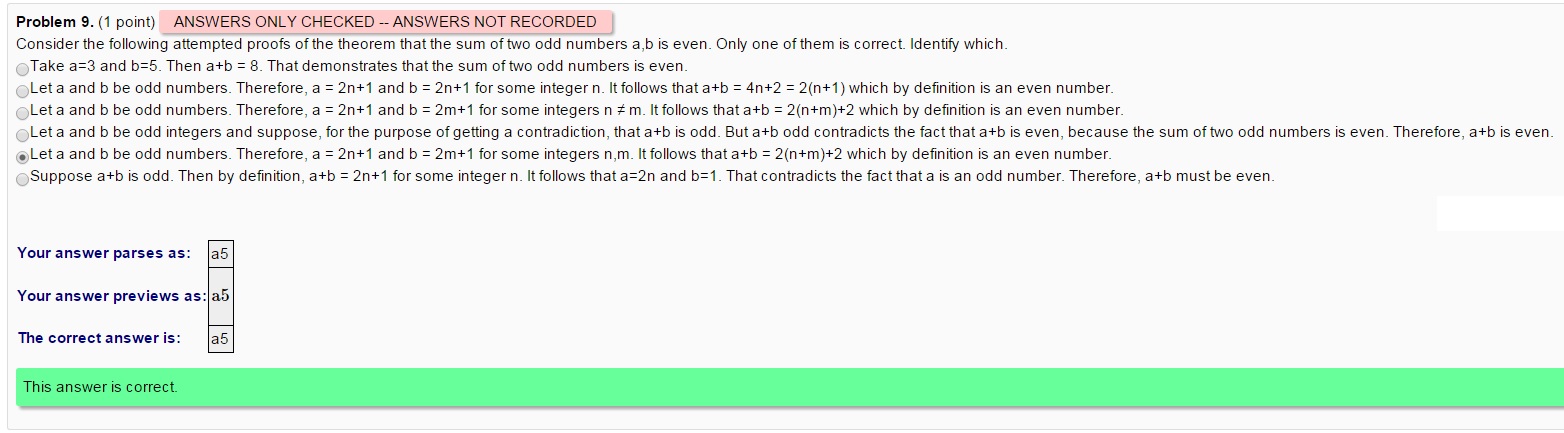 Problem 9. (1 point) ANSWERS ONLY CHECKED -- ANSWERS NOT RECORDED
Consider the following attempted proofs of the theorem that the sum of two odd numbers a,b is even. Only one of them is correct. Identify which.
Take a=3 and b=5. Then a+b = 8. That demonstrates that the sum of two odd numbers is even.
Let a and b be odd numbers. Therefore, a = 2n+1 and b = 2n+1 for some integer n. It follows that a+b = 4n+2 = 2(n+1) which by definition is an even number.
Let a and b be odd numbers. Therefore, a = 2n+1 and b = 2m+1 for some integers n ≠ m. It follows that a+b = 2(n+m)+2 which by definition is an even number.
Let a and b be odd integers and suppose, for the purpose of getting a contradiction, that a+b is odd. But a+b odd contradicts the fact that a+b is even, because the sum of two odd numbers is even. Therefore, a+b is even.
Let a and b be odd numbers. Therefore, a = 2n+1 and b = 2m+1 for some integers n,m. It follows that a+b = 2(n+m)+2 which by definition is an even number.
Suppose a+b is odd. Then by definition, a+b = 2n+1 for some integer n. It follows that a=2n and b=1. That contradicts the fact that a is an odd number. Therefore, a+b must be even.
Your answer parses as: a5
Your answer previews as: a5
The correct answer is: a5
This answer is correct.